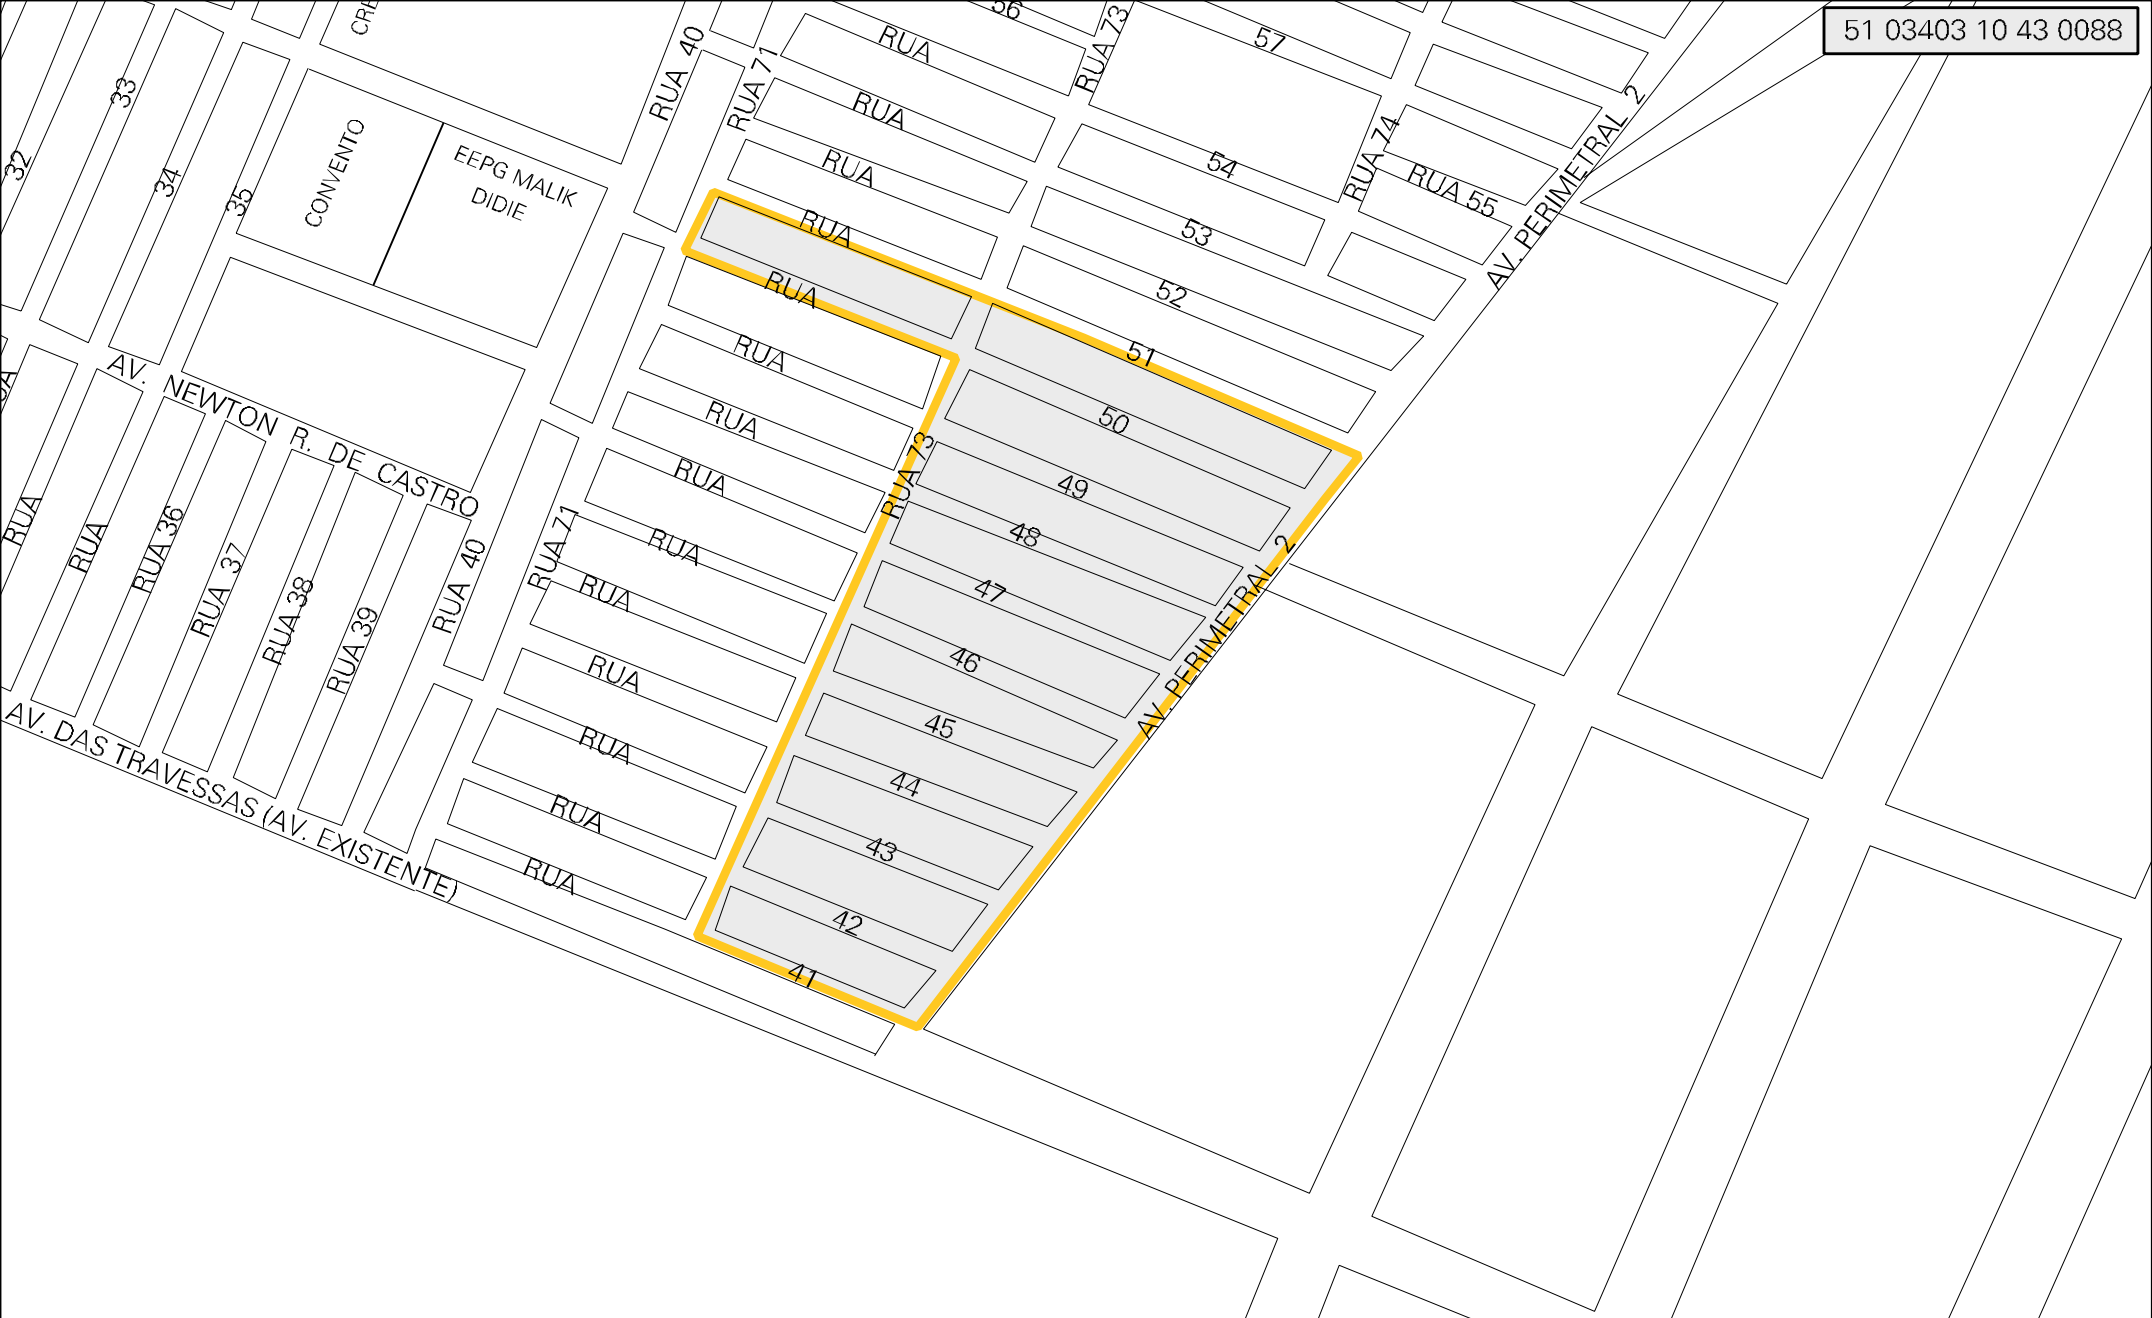 51 03403 10 43 0088
56
RUA 73
57
RUA
RUA 40
RUA 71
33
RUA
CONVENTO
EEPG MALIK
DIDIE
RUA
54
RUA 74
RUA 55
AV. PERIMETRAL 2
32
34
35
RUA
53
RUA
52
RUA
51
AV. NEWTON R. DE CASTRO
RUA
50
RUA
RUA 73
49
RUA
RUA
RUA 36
RUA 37
RUA 38
RUA 39
RUA 40
RUA 71
RUA
48
RUA
47
AV. PERIMETRAL 2
RUA
46
RUA
45
AV. DAS TRAVESSAS (AV. EXISTENTE)
RUA
44
RUA
43
42
41